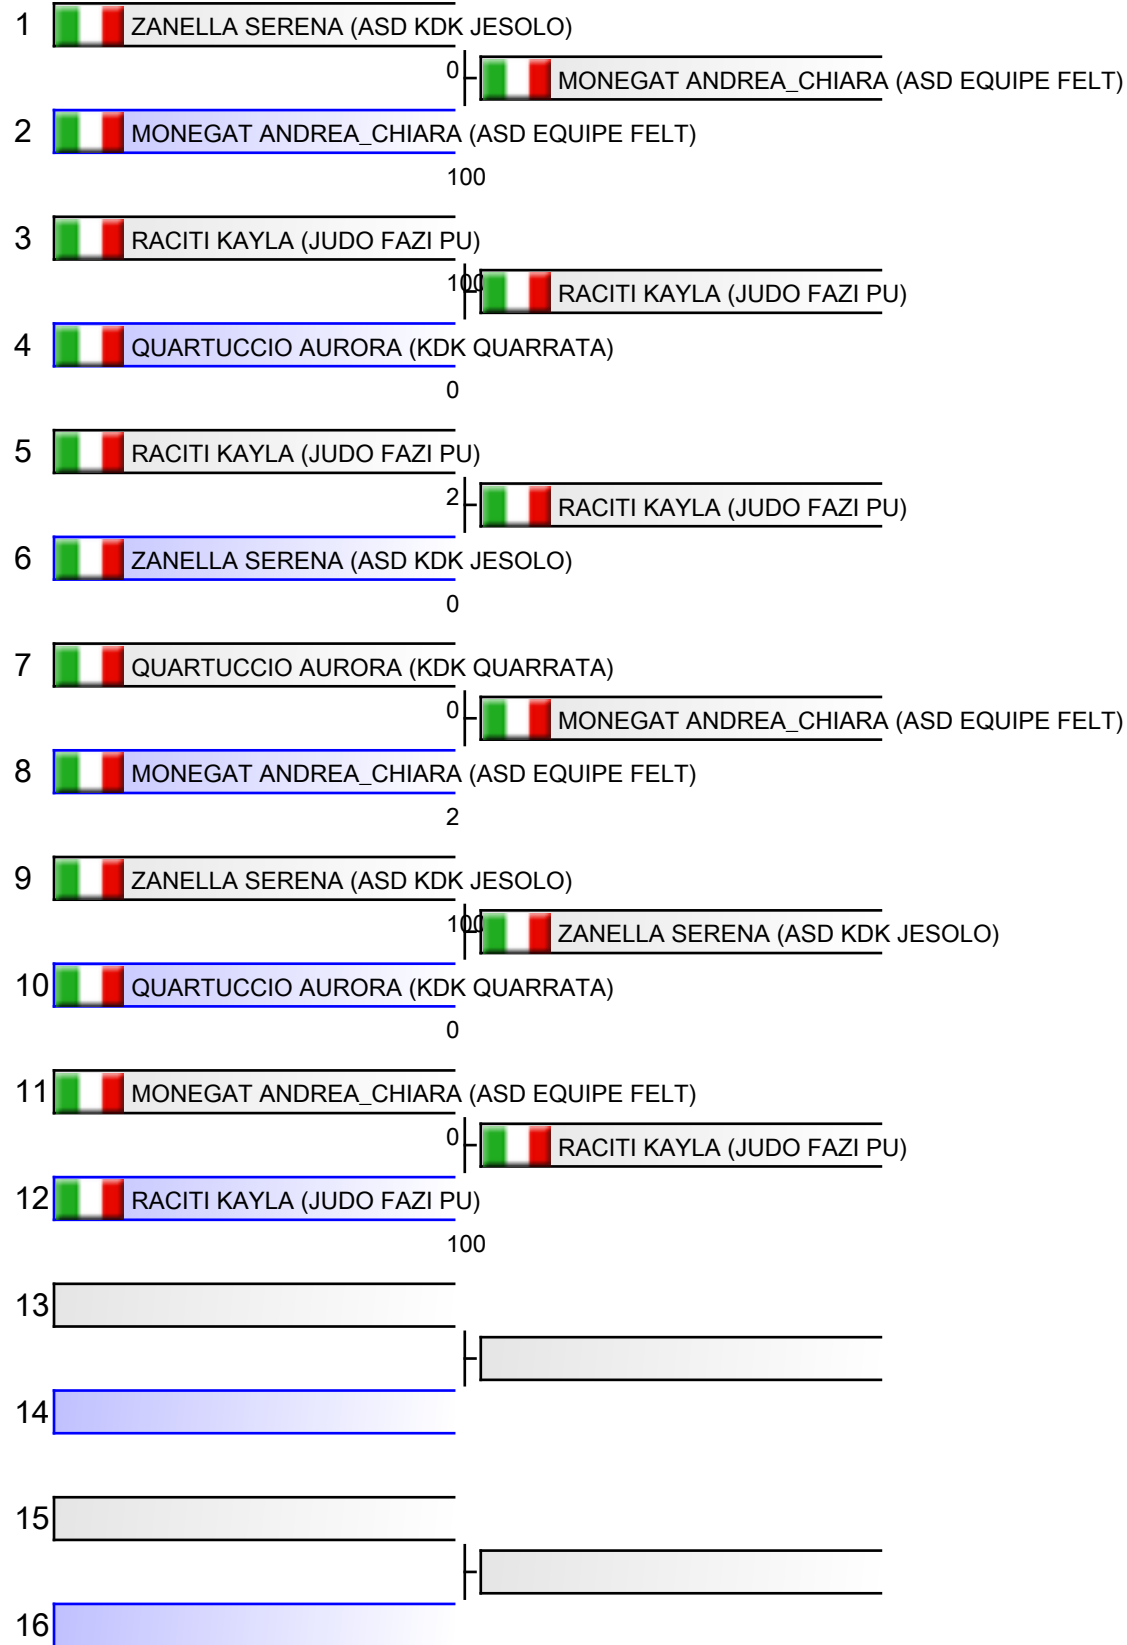 1 ZANELLA SERENA (ASD KDK JESOLO)
0 MONEGAT ANDREA_CHIARA (ASD EQUIPE FELT)
2 MONEGAT ANDREA_CHIARA (ASD EQUIPE FELT)
100
3 RACITI KAYLA (JUDO FAZI PU)
100 RACITI KAYLA (JUDO FAZI PU)
4 QUARTUCCIO AURORA (KDK QUARRATA)
0
5 RACITI KAYLA (JUDO FAZI PU)
2 RACITI KAYLA (JUDO FAZI PU)
6 ZANELLA SERENA (ASD KDK JESOLO)
0
7 QUARTUCCIO AURORA (KDK QUARRATA)
0 MONEGAT ANDREA_CHIARA (ASD EQUIPE FELT)
8 MONEGAT ANDREA_CHIARA (ASD EQUIPE FELT)
2
9 ZANELLA SERENA (ASD KDK JESOLO)
100 ZANELLA SERENA (ASD KDK JESOLO)
10 QUARTUCCIO AURORA (KDK QUARRATA)
0
11 MONEGAT ANDREA_CHIARA (ASD EQUIPE FELT)
0 RACITI KAYLA (JUDO FAZI PU)
12 RACITI KAYLA (JUDO FAZI PU)
100
13
14
15
16